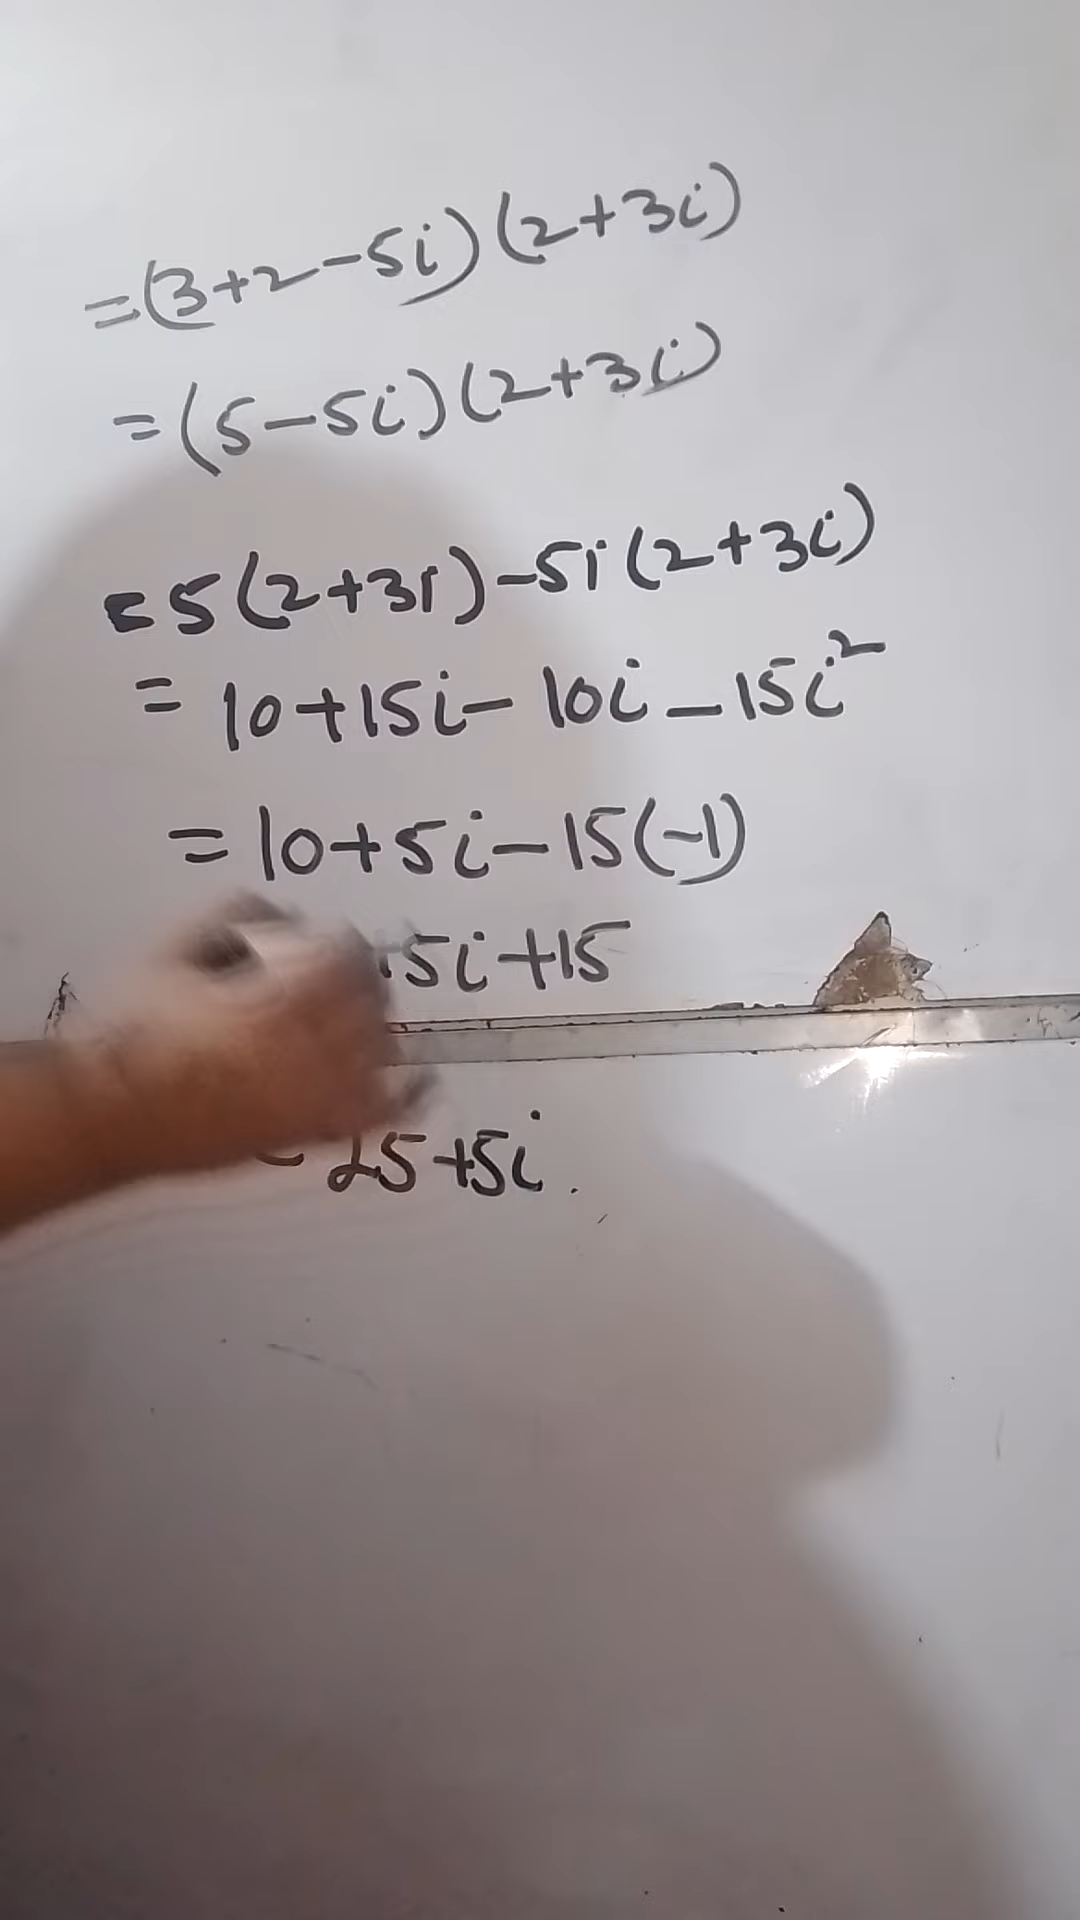 =(3+2-5i)(2+3i)
=(5-5i)(2+3i)
=5(2+3i)-5i(2+3i)
=10+15i-10i-15i²
=10+5i-15(-1)
+5i+15
=25+5i.